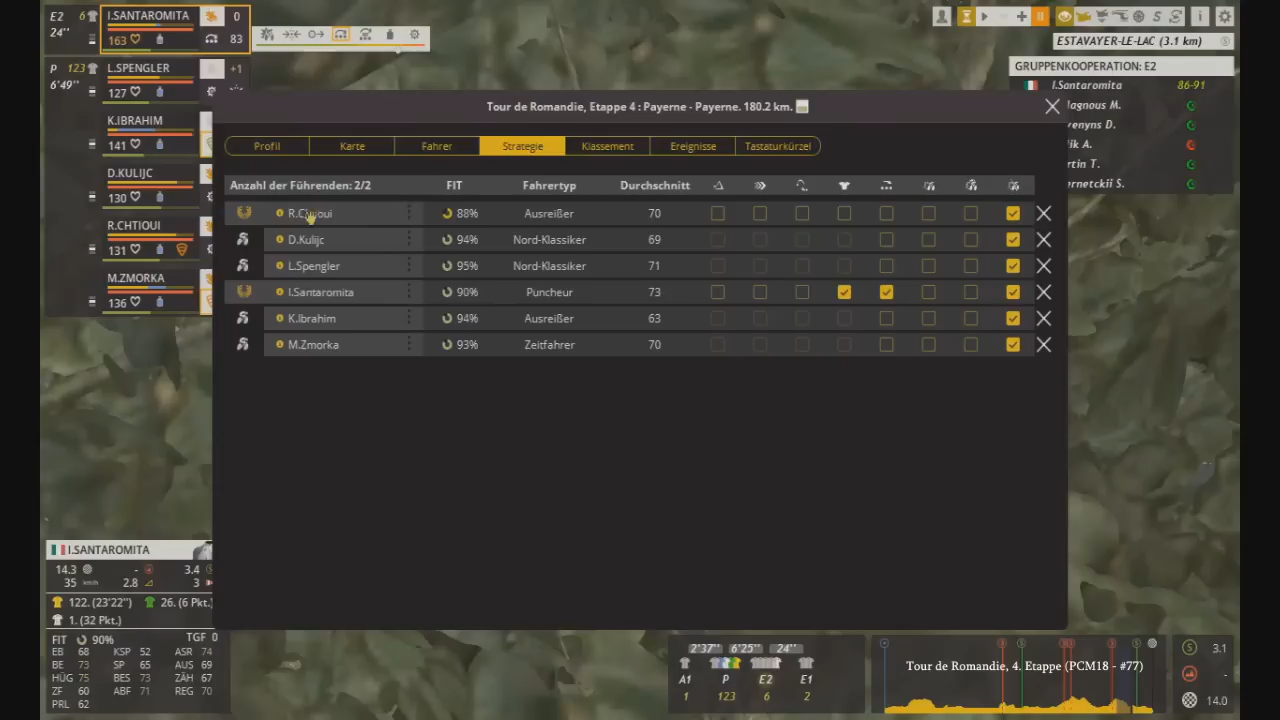 E2 6 I.SANTAROMITA 0
24" 163 83
ESTAVAYER-LE-LAC (3.1 km)
P 123 L.SPENGLER +1
6'49" 127
GRUPPENKOOPERATION: E2
I.Santaromita 86-91
K.IBRAHIM
141
D.KULIJC
130
R.CHTIOUI
131
M.ZMORKA
136
Tour de Romandie, Etappe 4 : Payerne - Payerne. 180.2 km.
Profil Karte Fahrer Strategie Klassement Ereignisse Tastaturkürzel
Anzahl der Führenden: 2/2 FIT Fahrertyp Durchschnitt
88% Ausreißer 70
D.Kulijc 94% Nord-Klassiker 69
L.Spengler 95% Nord-Klassiker 71
I.Santaromita 90% Puncheur 73
K.Ibrahim 94% Ausreißer 63
M.Zmorka 93% Zeitfahrer 70
I.SANTAROMITA
14.3 - 3.4
35 km/h 2.8 3
122. (23'22") 26. (6 Pkt.)
1. (32 Pkt.)
FIT 90% TGF 0
EB 68 KSP 52 ASR 74
BE 73 SP 65 AUS 69
HÜG 75 BES 73 ZÄH 67
ZF 60 ABF 71 REG 70
PRL 62
2'37" 6'25" 24"
A1 P E2 E1
1 123 6 2
Tour de Romandie, 4. Etappe (PCM18 - #77)
S 3.1
-
14.0